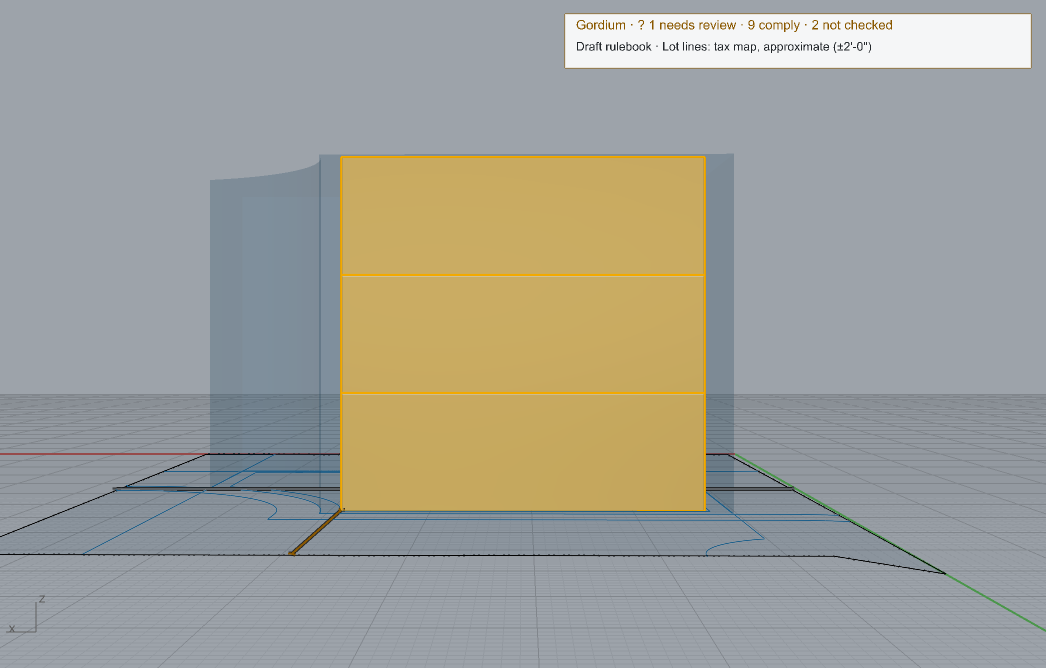 Gordium · ? 1 needs review · 9 comply · 2 not checked
Draft rulebook · Lot lines: tax map, approximate (±2'-0")
z
x